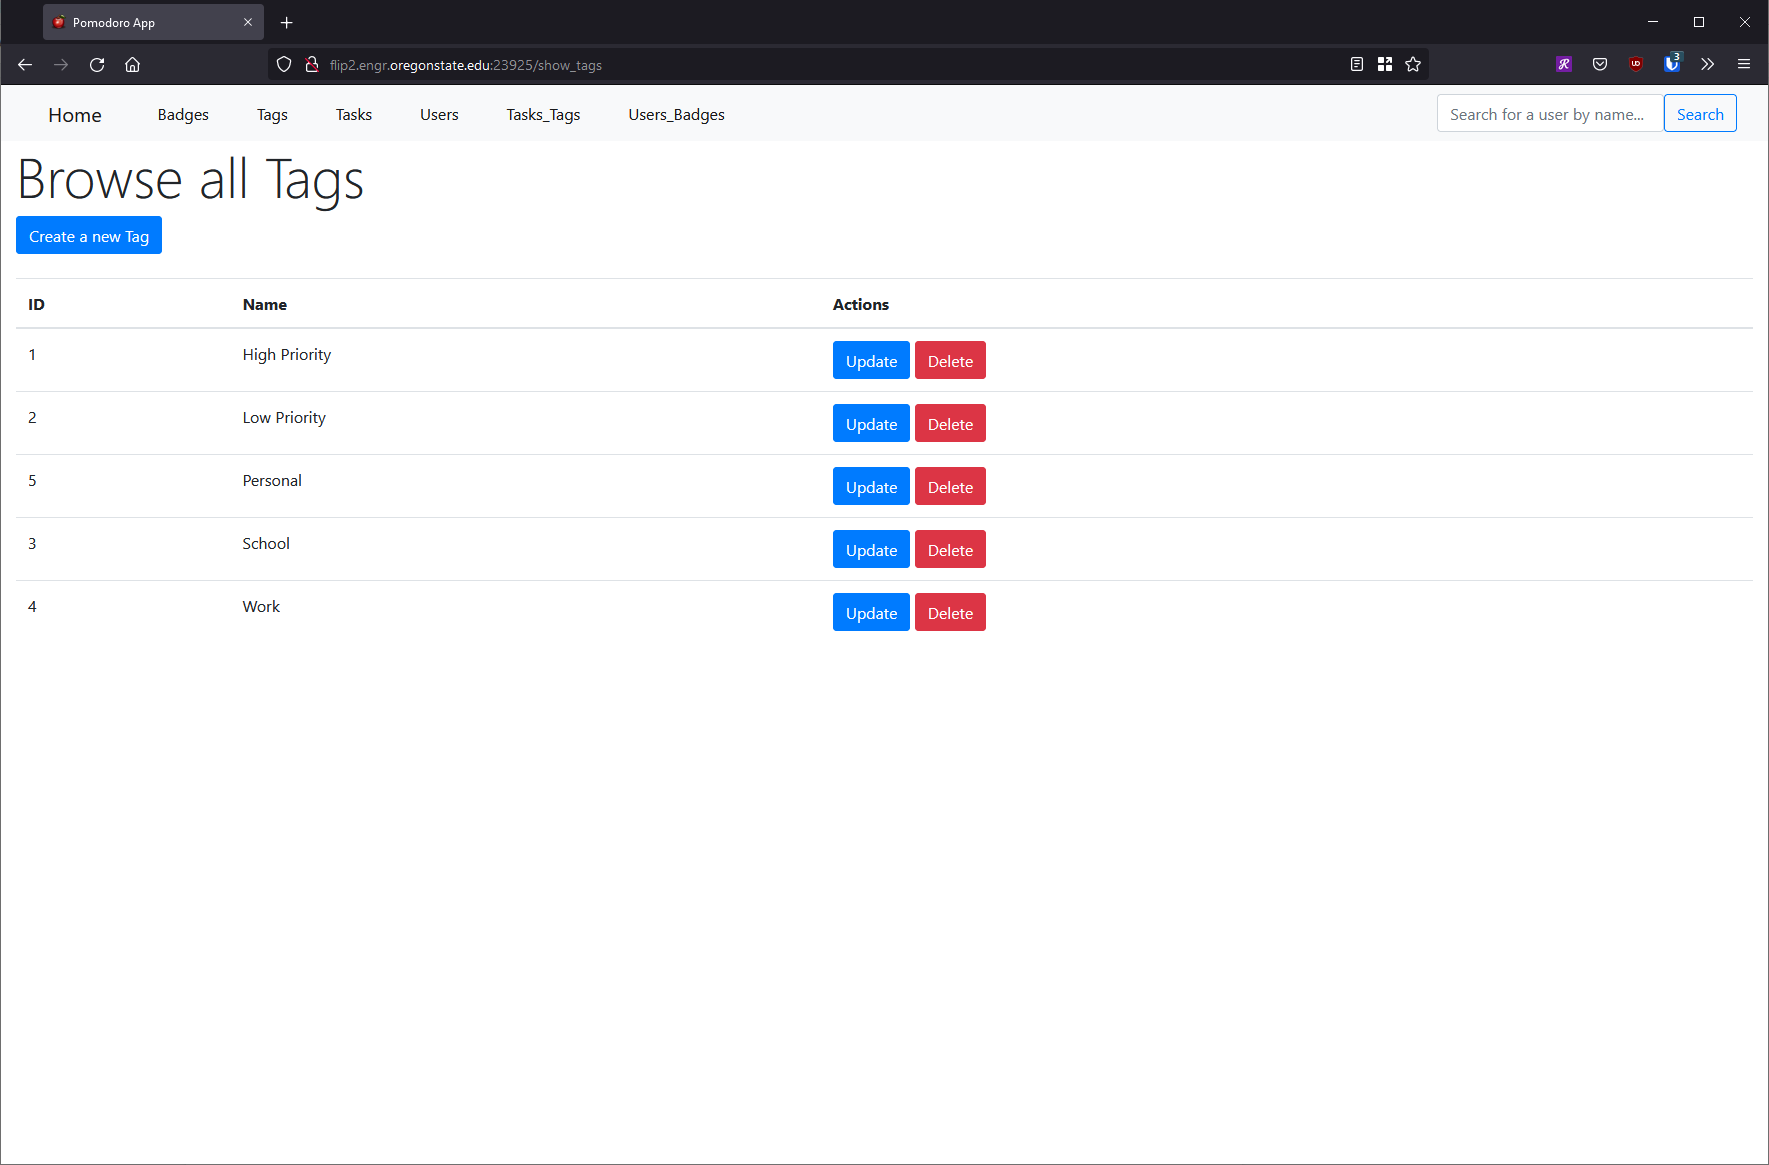 Pomodoro App
flip2.engr.oregonstate.edu:23925/show_tags
3
Home Badges Tags Tasks Users Tasks_Tags Users_Badges Search for a user by name... Search
Browse all Tags
Create a new Tag
ID Name Actions
1 High Priority Update Delete
2 Low Priority Update Delete
5 Personal Update Delete
3 School Update Delete
4 Work Update Delete